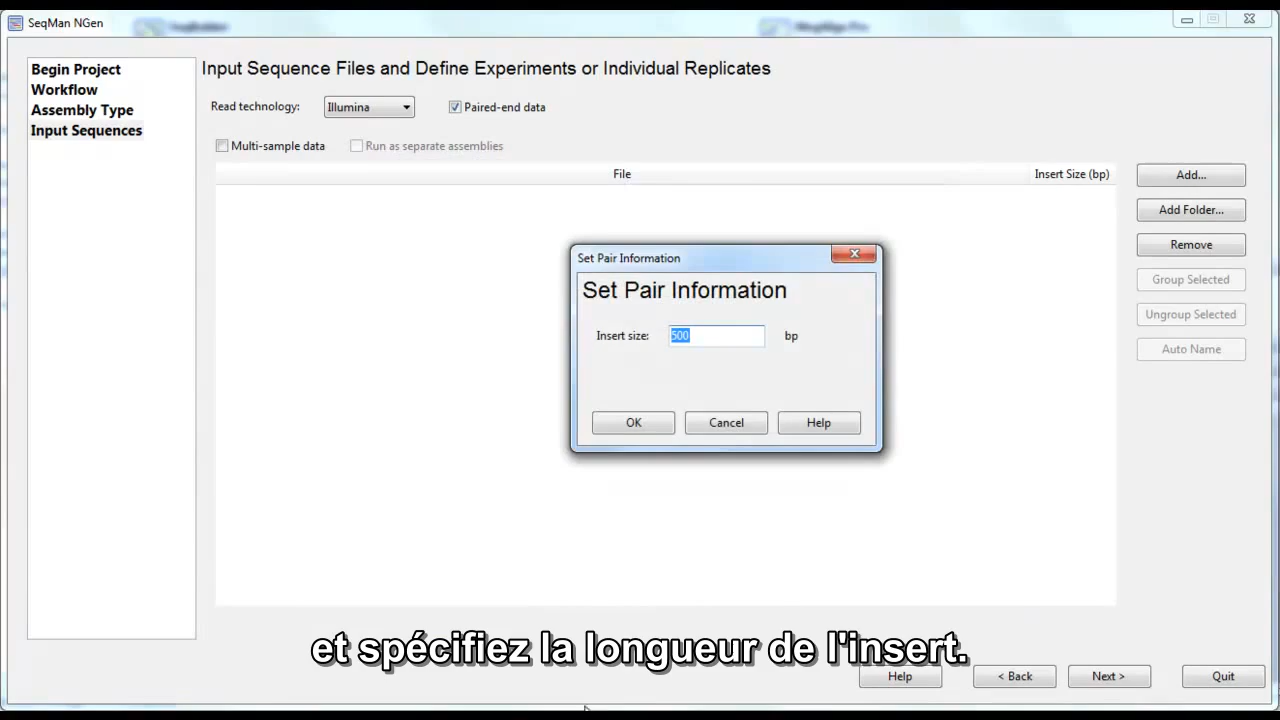 SeqMan NGen
Begin Project
Workflow
Assembly Type
Input Sequences
Input Sequence Files and Define Experiments or Individual Replicates
Read technology: Illumina Paired-end data
Multi-sample data Run as separate assemblies
File Insert Size (bp)
Add...
Add Folder...
Remove
Group Selected
Ungroup Selected
Auto Name
Set Pair Information
Set Pair Information
Insert size: 500 bp
OK Cancel Help
et spécifiez la longueur de l'insert.
Help < Back Next > Quit